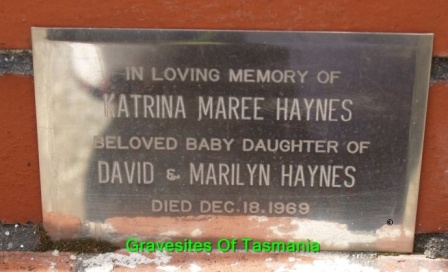 IN LOVING MEMORY OF
KATRINA MAREE HAYNES
BELOVED BABY DAUGHTER OF
DAVID & MARILYN HAYNES
DIED DEC. 18. 1969
©
Gravesites Of Tasmania